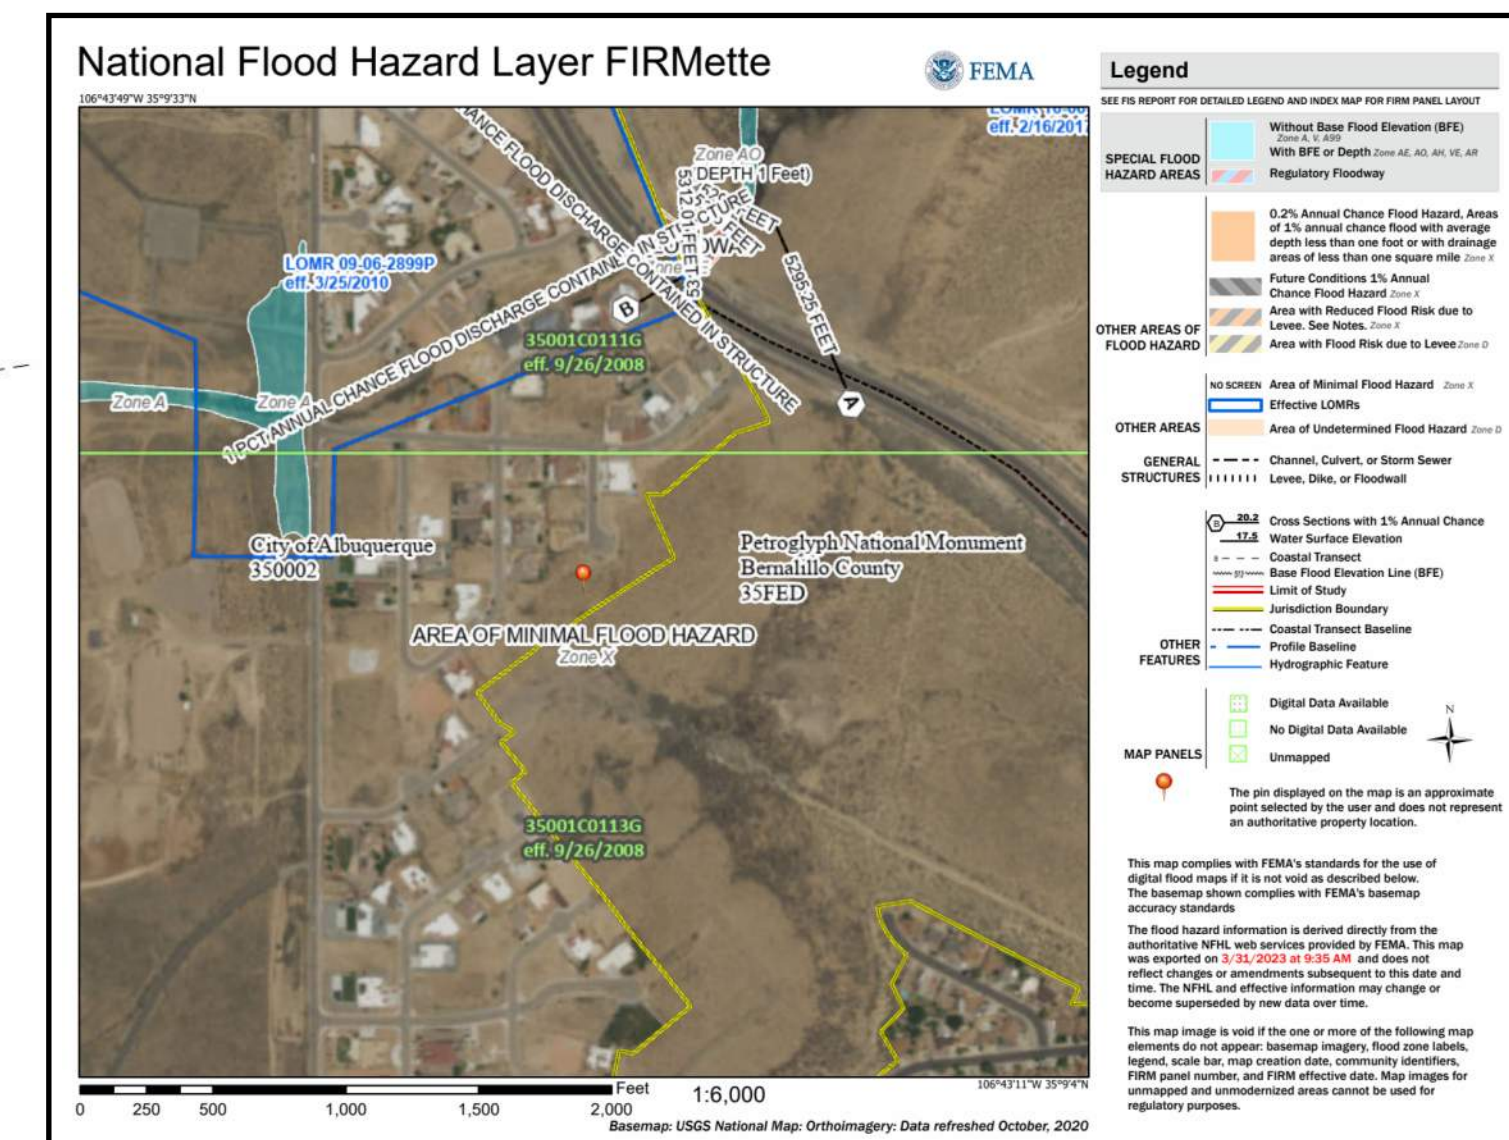 National Flood Hazard Layer FIRMette
FEMA
106°43'49"W 35°9'33"N
eff. 2/16/2017
Zone AO
(DEPTH 1 Feet)
5312.01 FEET
FEET
FEET
5295.25 FEET
LOMR 09-06-2899P
eff. 3/25/2010
CHANCE FLOOD DISCHARGE CONTAINED IN STRUCTURE
1 PCT ANNUAL CHANCE FLOOD DISCHARGE CONTAINED IN STRUCTURE
B
A
35001C0111G
eff. 9/26/2008
Zone A
Zone A
City of Albuquerque
350002
Petroglyph National Monument
Bernalillo County
35FED
AREA OF MINIMAL FLOOD HAZARD
Zone X
35001C0113G
eff. 9/26/2008
0 250 500 1,000 1,500 2,000
Feet
1:6,000
106°43'11"W 35°9'4"N
Basemap: USGS National Map: Orthoimagery: Data refreshed October, 2020
Legend
SEE FIS REPORT FOR DETAILED LEGEND AND INDEX MAP FOR FIRM PANEL LAYOUT
SPECIAL FLOOD
HAZARD AREAS
Without Base Flood Elevation (BFE)
Zone A, V, A99
With BFE or Depth Zone AE, AO, AH, VE, AR
Regulatory Floodway
OTHER AREAS OF
FLOOD HAZARD
0.2% Annual Chance Flood Hazard, Areas
of 1% annual chance flood with average
depth less than one foot or with drainage
areas of less than one square mile Zone X
Future Conditions 1% Annual
Chance Flood Hazard Zone X
Area with Reduced Flood Risk due to
Levee. See Notes. Zone X
Area with Flood Risk due to Levee Zone D
OTHER AREAS
NO SCREEN Area of Minimal Flood Hazard Zone X
Effective LOMRs
Area of Undetermined Flood Hazard Zone D
GENERAL
STRUCTURES
Channel, Culvert, or Storm Sewer
Levee, Dike, or Floodwall
OTHER
FEATURES
B 20.2 Cross Sections with 1% Annual Chance
17.5 Water Surface Elevation
8 Coastal Transect
513 Base Flood Elevation Line (BFE)
Limit of Study
Jurisdiction Boundary
Coastal Transect Baseline
Profile Baseline
Hydrographic Feature
MAP PANELS
Digital Data Available
No Digital Data Available
Unmapped
N
The pin displayed on the map is an approximate
point selected by the user and does not represent
an authoritative property location.
This map complies with FEMA's standards for the use of
digital flood maps if it is not void as described below.
The basemap shown complies with FEMA's basemap
accuracy standards
The flood hazard information is derived directly from the
authoritative NFHL web services provided by FEMA. This map
was exported on 3/31/2023 at 9:35 AM and does not
reflect changes or amendments subsequent to this date and
time. The NFHL and effective information may change or
become superseded by new data over time.
This map image is void if the one or more of the following map
elements do not appear: basemap imagery, flood zone labels,
legend, scale bar, map creation date, community identifiers,
FIRM panel number, and FIRM effective date. Map images for
unmapped and unmodernized areas cannot be used for
regulatory purposes.